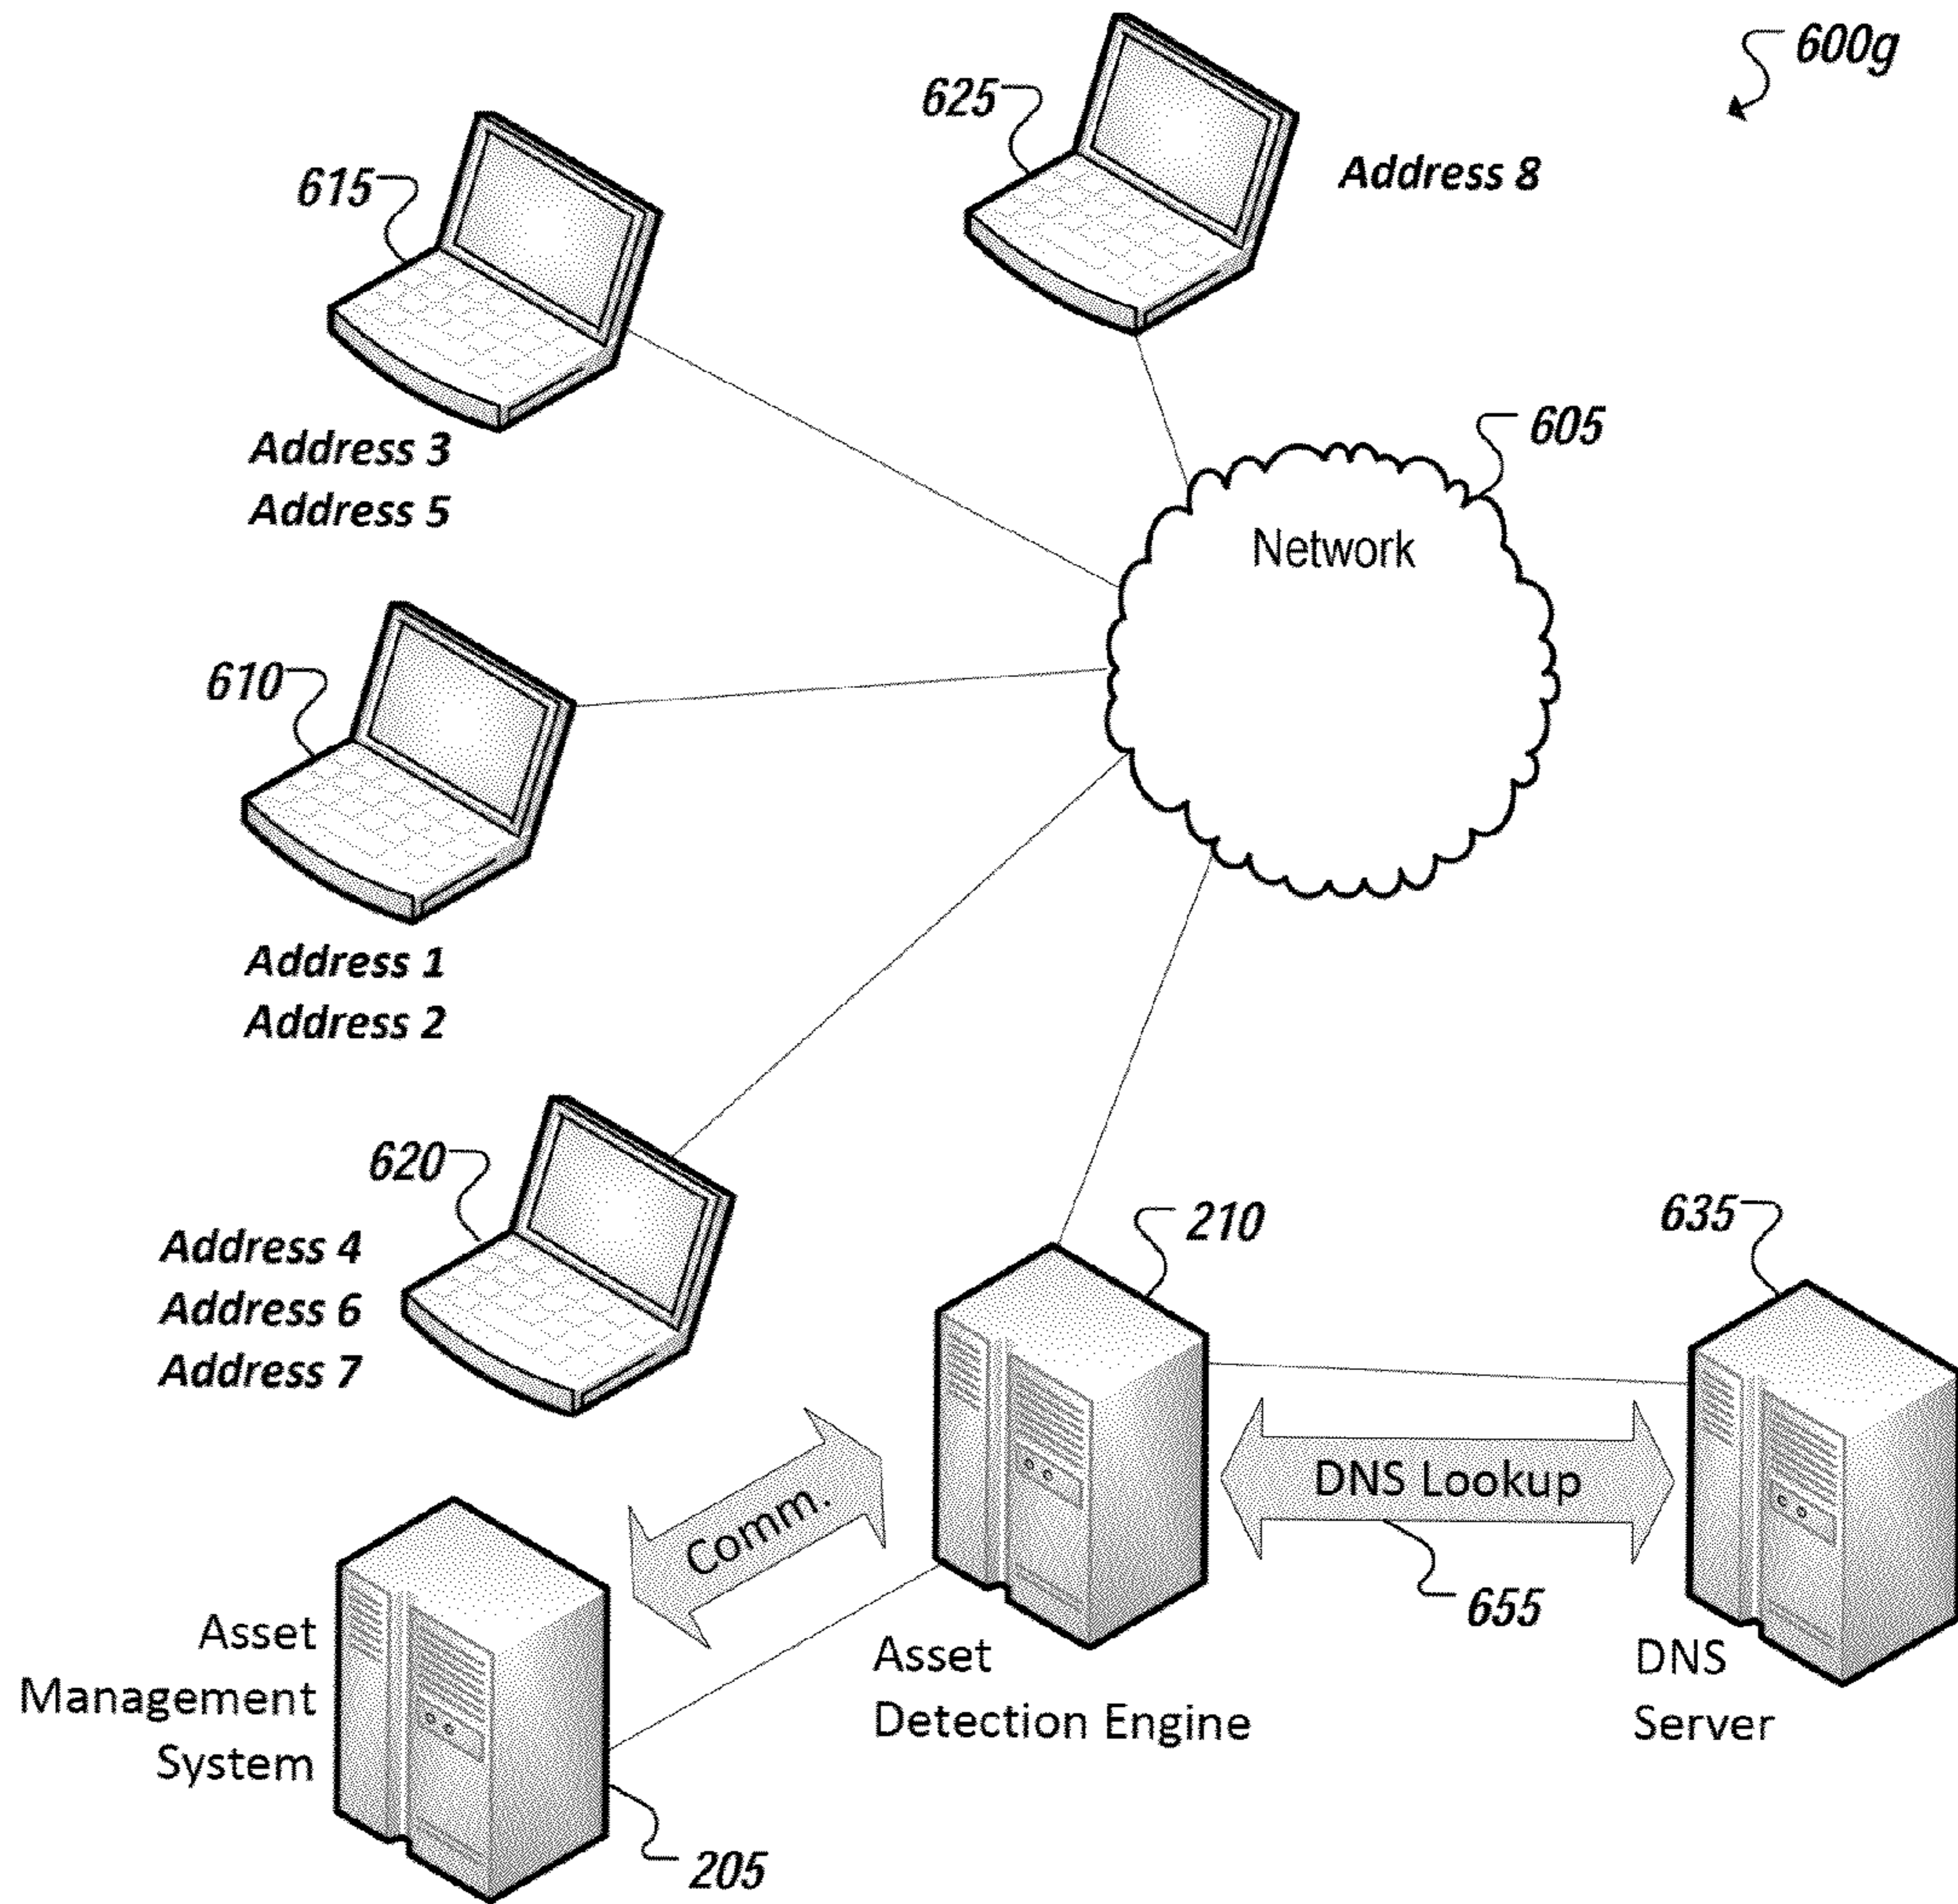 600g
625
Address 8
615
Address 3
Address 5
605
Network
610
Address 1
Address 2
620
Address 4
Address 6
Address 7
210
635
Comm.
DNS Lookup
655
Asset
Management
System
205
Asset
Detection Engine
DNS
Server